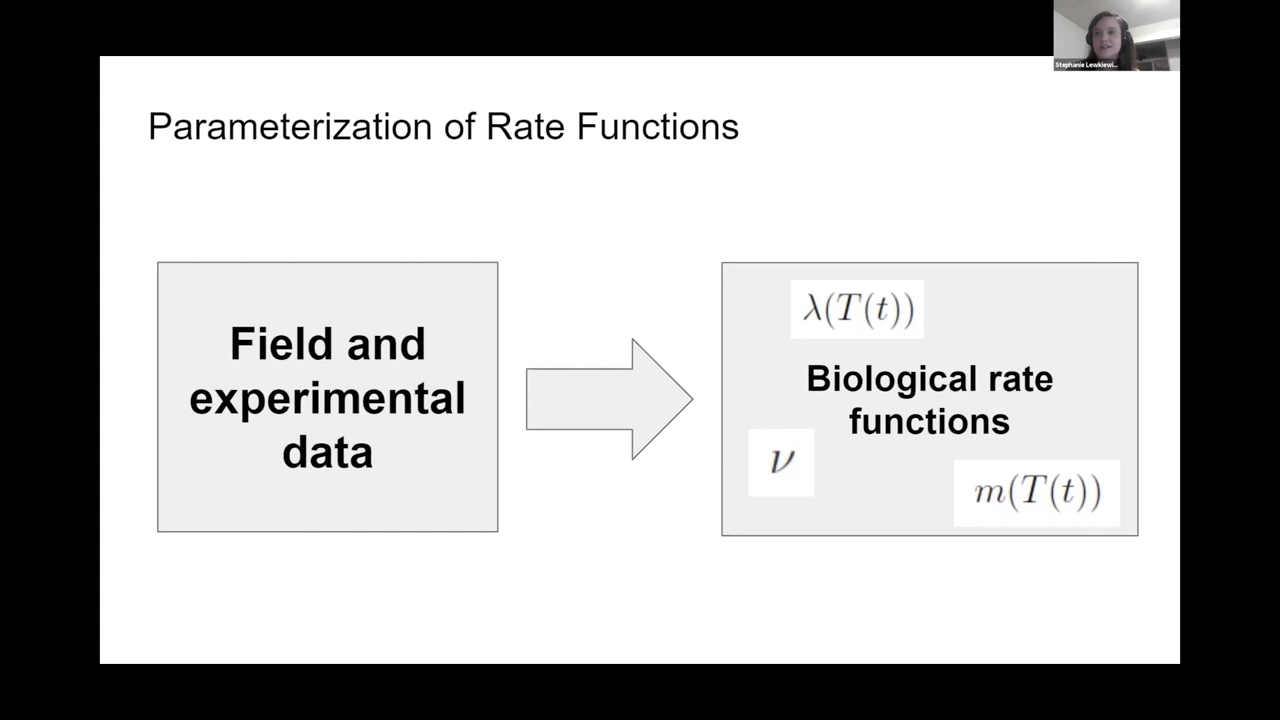 Stephanie Lewkiewi...
Parameterization of Rate Functions
Field and
experimental
data
λ(T(t))
Biological rate
functions
ν
m(T(t))